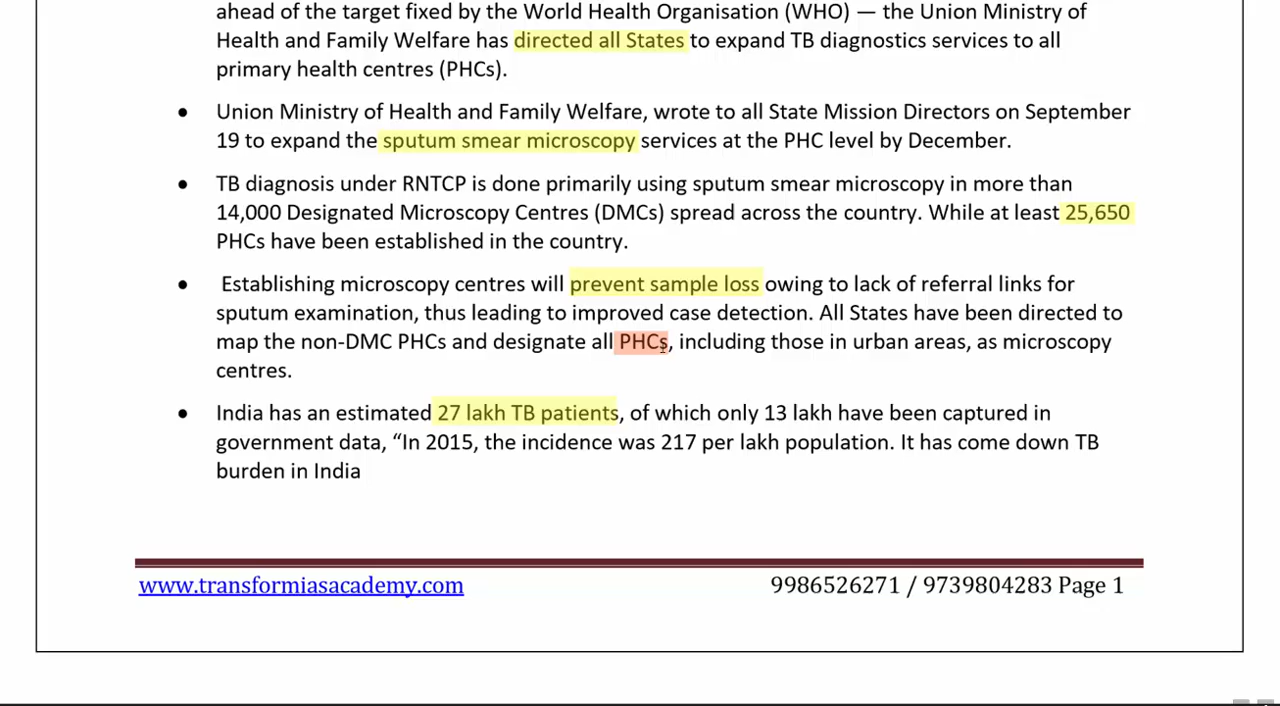 ahead of the target fixed by the World Health Organisation (WHO) — the Union Ministry of
Health and Family Welfare has directed all States to expand TB diagnostics services to all
primary health centres (PHCs).
• Union Ministry of Health and Family Welfare, wrote to all State Mission Directors on September
19 to expand the sputum smear microscopy services at the PHC level by December.
• TB diagnosis under RNTCP is done primarily using sputum smear microscopy in more than
14,000 Designated Microscopy Centres (DMCs) spread across the country. While at least 25,650
PHCs have been established in the country.
• Establishing microscopy centres will prevent sample loss owing to lack of referral links for
sputum examination, thus leading to improved case detection. All States have been directed to
map the non-DMC PHCs and designate all PHCs, including those in urban areas, as microscopy
centres.
• India has an estimated 27 lakh TB patients, of which only 13 lakh have been captured in
government data, “In 2015, the incidence was 217 per lakh population. It has come down TB
burden in India
www.transformiasacademy.com 9986526271 / 9739804283 Page 1